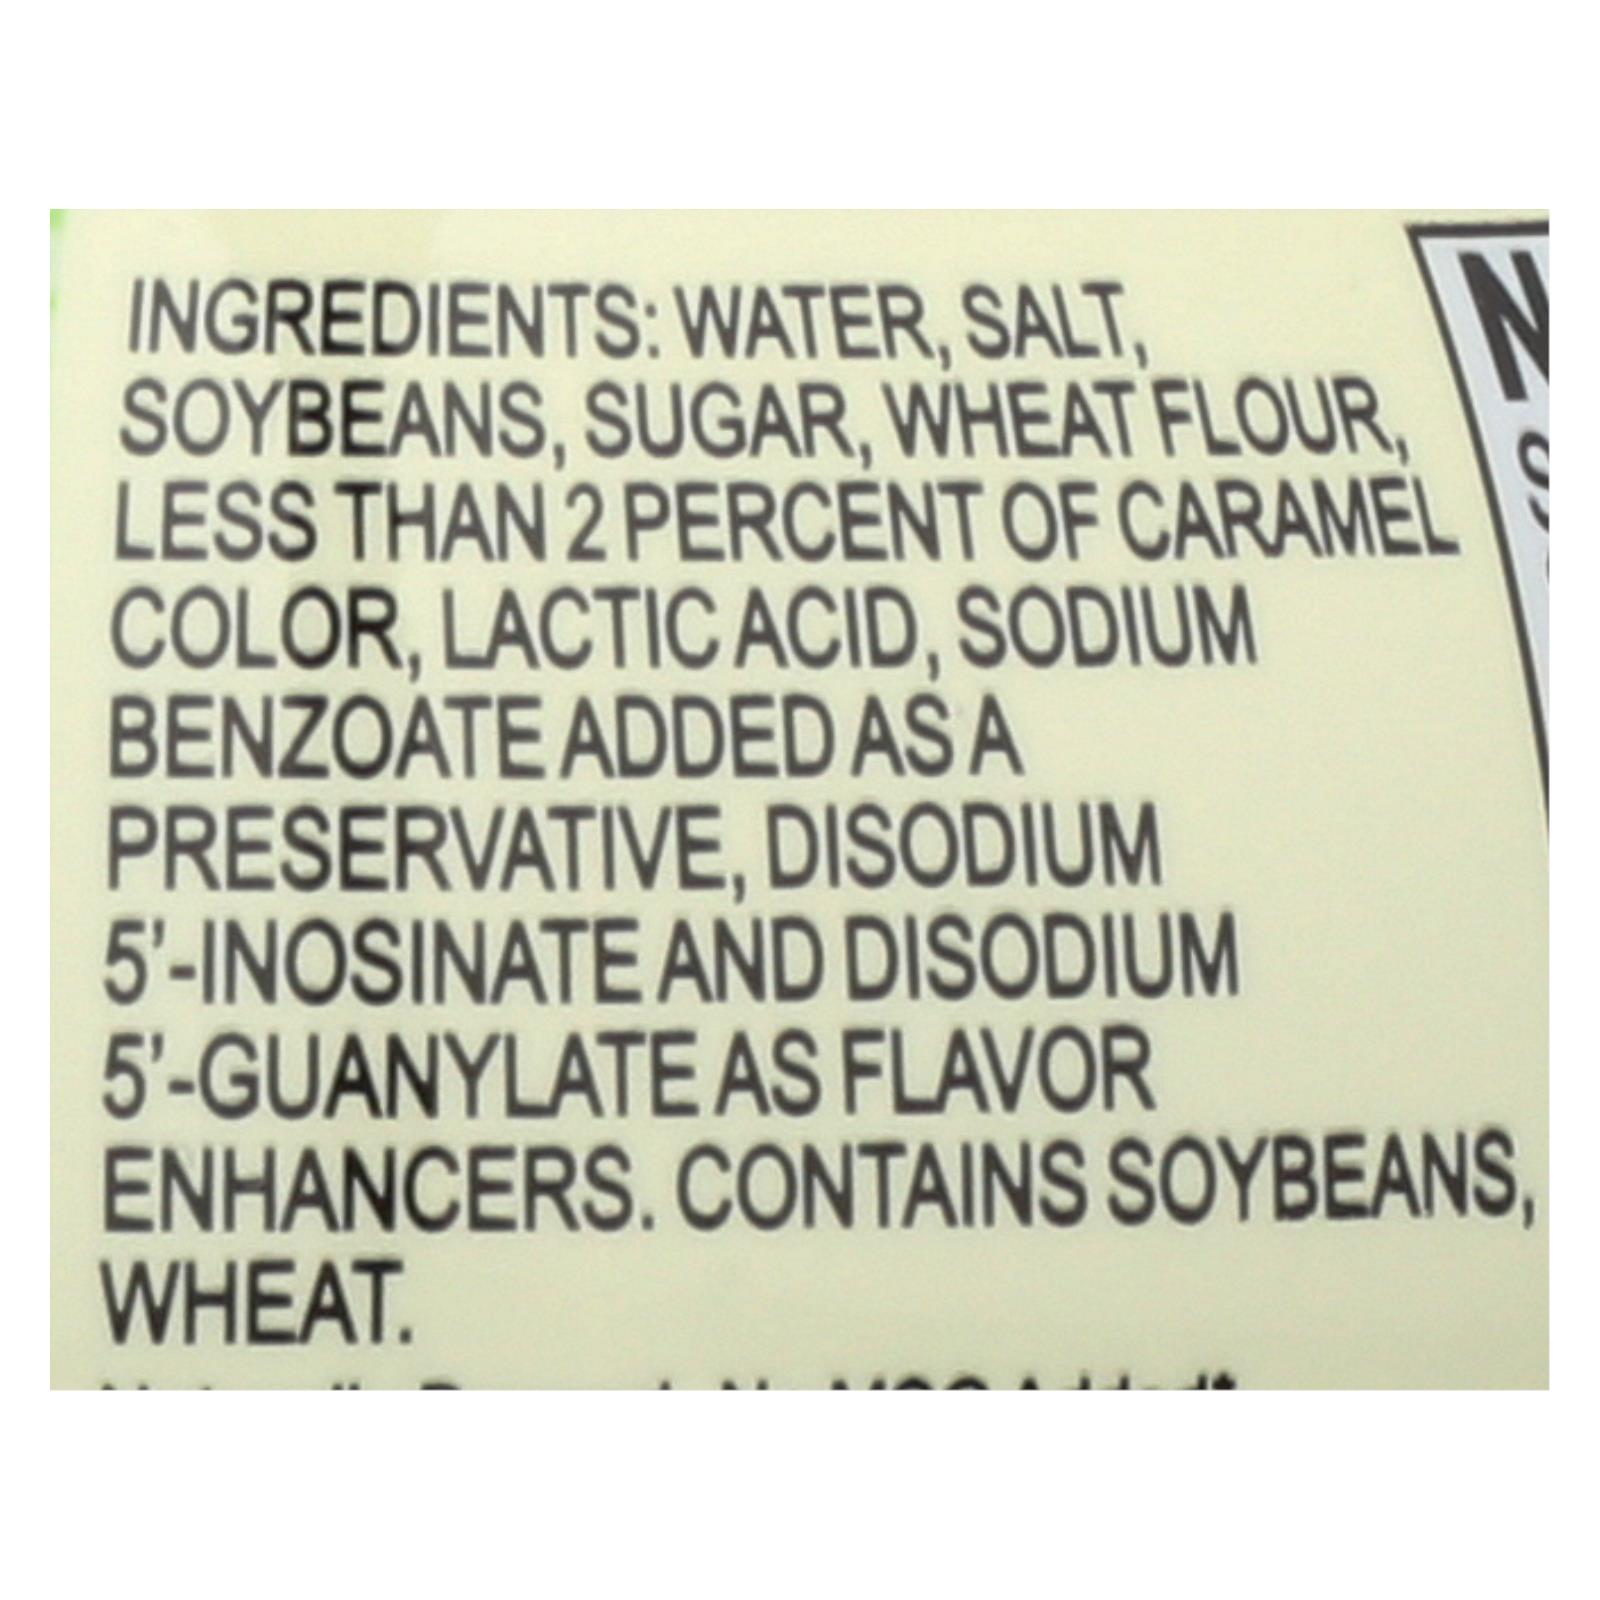 INGREDIENTS: WATER, SALT,
SOYBEANS, SUGAR, WHEAT FLOUR,
LESS THAN 2 PERCENT OF CARAMEL
COLOR, LACTIC ACID, SODIUM
BENZOATE ADDED AS A
PRESERVATIVE, DISODIUM
5'-INOSINATE AND DISODIUM
5'-GUANYLATE AS FLAVOR
ENHANCERS. CONTAINS SOYBEANS,
WHEAT.